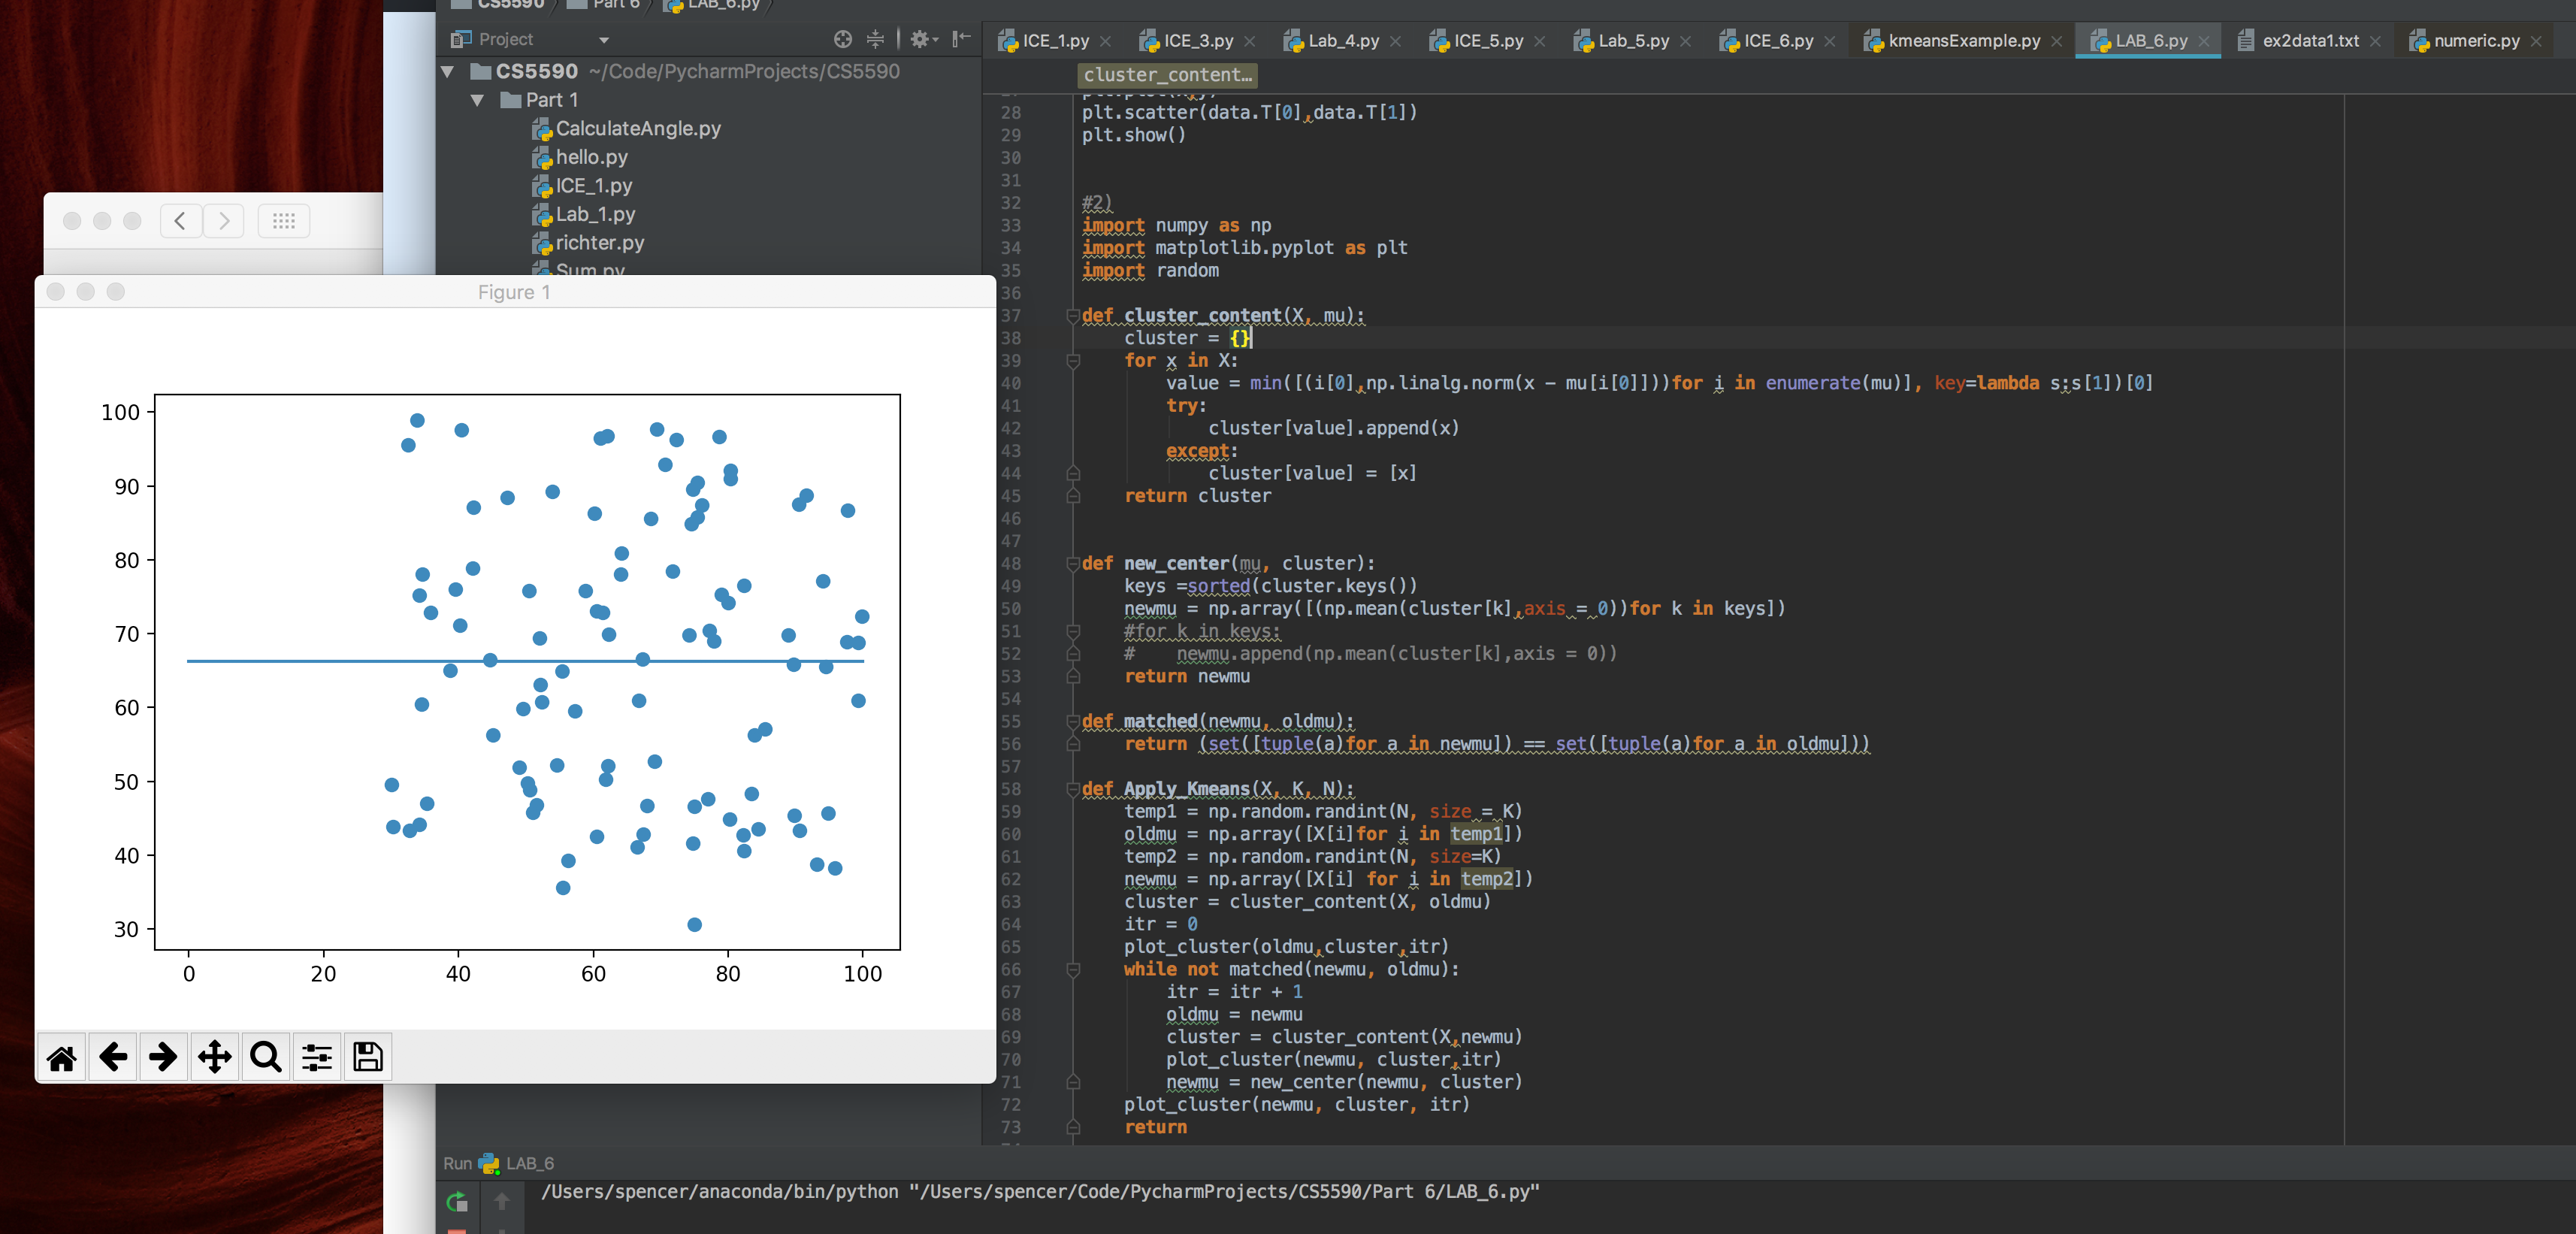 CS5590 Part 6 LAB_6.py
Project
ICE_1.py ICE_3.py Lab_4.py ICE_5.py Lab_5.py ICE_6.py kmeansExample.py LAB_6.py ex2data1.txt numeric.py
CS5590 ~/Code/PycharmProjects/CS5590
Part 1
CalculateAngle.py
hello.py
ICE_1.py
Lab_1.py
richter.py
Sum.py
Figure 1
100
90
80
70
60
50
40
30
0 20 40 60 80 100
cluster_content…
28 plt.scatter(data.T[0],data.T[1])
29 plt.show()
30
31
32 #2)
33 import numpy as np
34 import matplotlib.pyplot as plt
35 import random
36
37 def cluster_content(X, mu):
38     cluster = {}
39     for x in X:
40         value = min([(i[0],np.linalg.norm(x - mu[i[0]]))for i in enumerate(mu)], key=lambda s:s[1])[0]
41         try:
42             cluster[value].append(x)
43         except:
44             cluster[value] = [x]
45     return cluster
46
47
48 def new_center(mu, cluster):
49     keys =sorted(cluster.keys())
50     newmu = np.array([(np.mean(cluster[k],axis = 0))for k in keys])
51     #for k in keys:
52     #    newmu.append(np.mean(cluster[k],axis = 0))
53     return newmu
54
55 def matched(newmu, oldmu):
56     return (set([tuple(a)for a in newmu]) == set([tuple(a)for a in oldmu]))
57
58 def Apply_Kmeans(X, K, N):
59     temp1 = np.random.randint(N, size = K)
60     oldmu = np.array([X[i]for i in temp1])
61     temp2 = np.random.randint(N, size=K)
62     newmu = np.array([X[i] for i in temp2])
63     cluster = cluster_content(X, oldmu)
64     itr = 0
65     plot_cluster(oldmu,cluster,itr)
66     while not matched(newmu, oldmu):
67         itr = itr + 1
68         oldmu = newmu
69         cluster = cluster_content(X,newmu)
70         plot_cluster(newmu, cluster,itr)
71         newmu = new_center(newmu, cluster)
72     plot_cluster(newmu, cluster, itr)
73     return
Run LAB_6
/Users/spencer/anaconda/bin/python "/Users/spencer/Code/PycharmProjects/CS5590/Part 6/LAB_6.py"